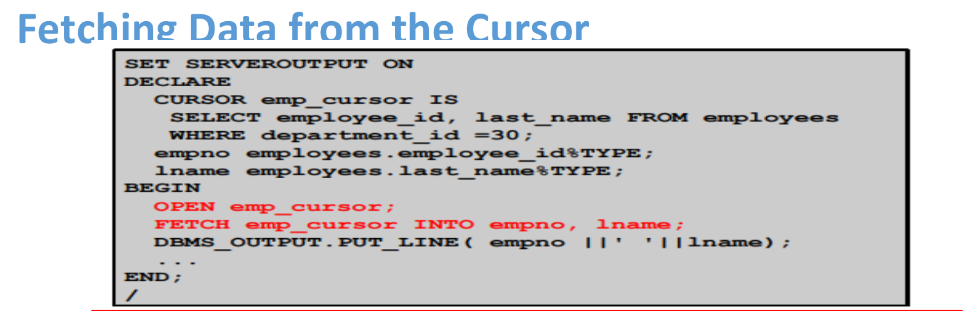 Fetching Data from the Cursor
SET SERVEROUTPUT ON
DECLARE
CURSOR emp_cursor IS
SELECT employee_id, last_name FROM employees
WHERE department_id =30;
empno employees.employee_id%TYPE;
lname employees.last_name%TYPE;
BEGIN
OPEN emp_cursor;
FETCH emp_cursor INTO empno, lname;
DBMS_OUTPUT.PUT_LINE( empno ||' '||lname);
...
END;
/